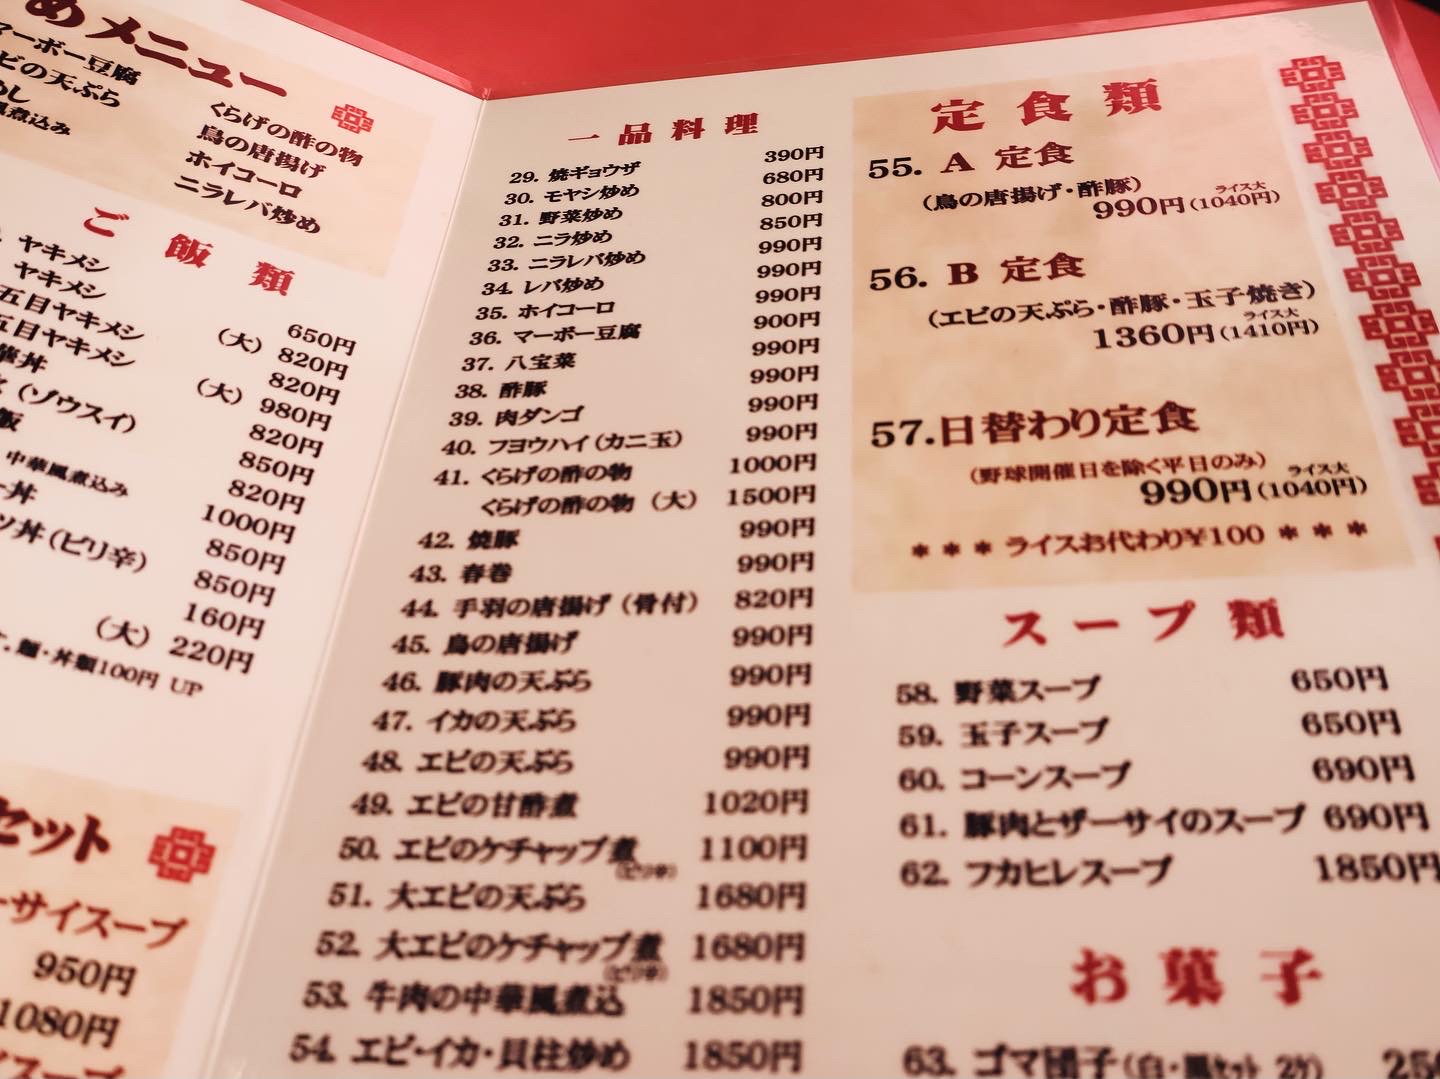 めメニュー
マーボー豆腐
ビの天ぷら
めし
風煮込み
くらげの酢の物
鳥の唐揚げ
ホイコーロ
ニラレバ炒め
ご飯類
ヤキメシ 650円
ヤキメシ (大) 820円
五目ヤキメシ 820円
五目ヤキメシ (大) 980円
華丼 820円
(ゾウスイ) 850円
飯 820円
中華風煮込み 1000円
ー丼 850円
ツ丼(ピリ辛) 850円
160円
(大) 220円
麺・丼類100円 UP
セット
ーサイスープ
950円
1080円
スープ
一品料理
29. 焼ギョウザ 390円
30. モヤシ炒め 680円
31. 野菜炒め 800円
32. ニラ炒め 850円
33. ニラレバ炒め 990円
34. レバ炒め 990円
35. ホイコーロ 990円
36. マーボー豆腐 900円
37. 八宝菜 990円
38. 酢豚 990円
39. 肉ダンゴ 990円
40. フヨウハイ(カニ玉) 990円
41. くらげの酢の物 1000円
くらげの酢の物 (大) 1500円
42. 焼豚 990円
43. 春巻 990円
44. 手羽の唐揚げ (骨付) 820円
45. 鳥の唐揚げ 990円
46. 豚肉の天ぷら 990円
47. イカの天ぷら 990円
48. エビの天ぷら 990円
49. エビの甘酢煮 1020円
50. エビのケチャップ煮 1100円
(ピリ辛)
51. 大エビの天ぷら 1680円
52. 大エビのケチャップ煮 1680円
(ピリ辛)
53. 牛肉の中華風煮込 1850円
54. エビ・イカ・貝柱炒め 1850円
定食類
55. A 定食
(鳥の唐揚げ・酢豚)
ライス大
990円(1040円)
56. B 定食
(エビの天ぷら・酢豚・玉子焼き)
ライス大
1360円(1410円)
57.日替わり定食
(野球開催日を除く平日のみ)
ライス大
990円(1040円)
＊＊＊ライスお代わり¥100＊＊＊
スープ類
58. 野菜スープ 650円
59. 玉子スープ 650円
60. コーンスープ 690円
61. 豚肉とザーサイのスープ 690円
62. フカヒレスープ 1850円
お菓子
63. ゴマ団子(白・黒セット 2ケ) 250